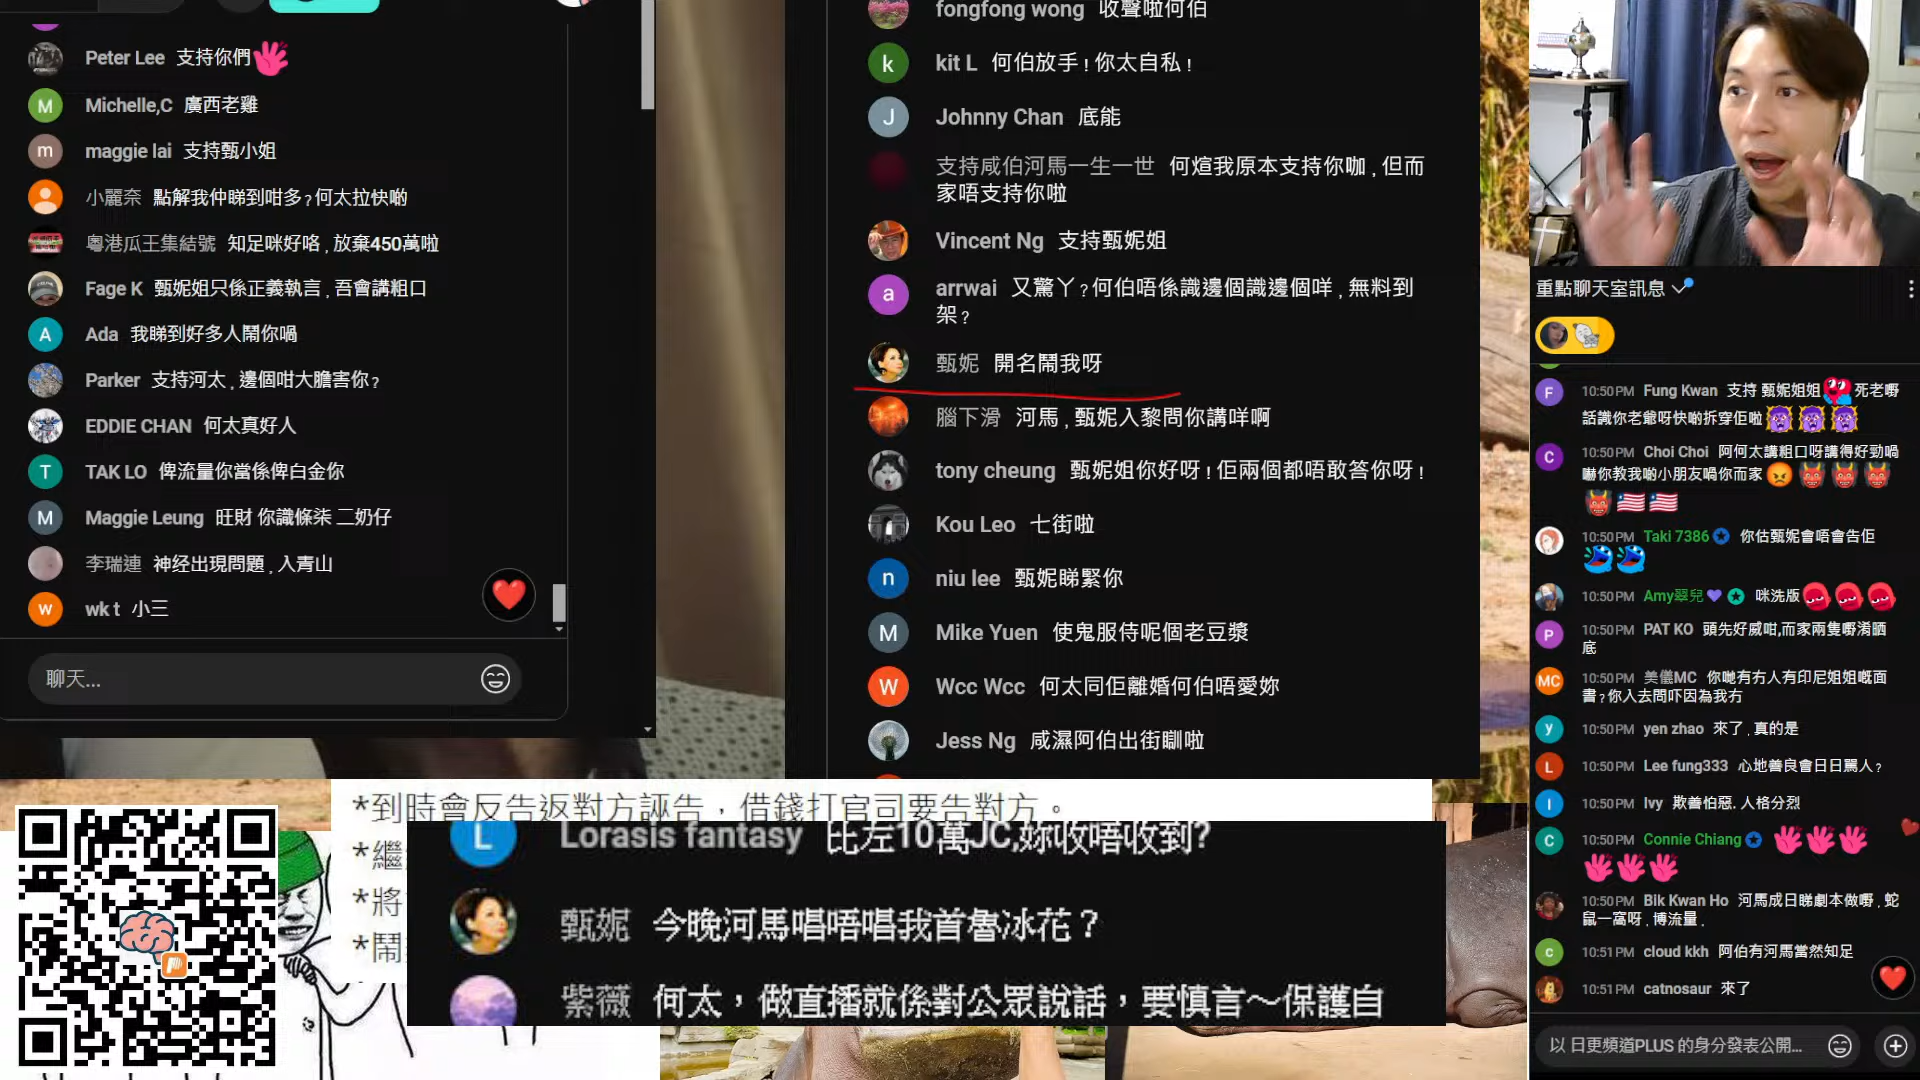 Peter Lee 支持你們
Michelle,C 廣西老雞
maggie lai 支持甄小姐
小麗奈 點解我仲睇到咁多?何太拉快啲
粵港瓜王集結號 知足咪好咯,放棄450萬啦
Fage K 甄妮姐只係正義執言,吾會講粗口
Ada 我睇到好多人鬧你喎
Parker 支持河太,邊個咁大膽害你?
EDDIE CHAN 何太真好人
TAK LO 俾流量你當係俾白金你
Maggie Leung 旺財 你識條柒 二奶仔
李瑞連 神经出現問題,入青山
wk t 小三
聊天...
fongfong wong 收聲啦何伯
kit L 何伯放手!你太自私!
Johnny Chan 底能
支持咸伯河馬一生一世 何煊我原本支持你咖,但而
家唔支持你啦
Vincent Ng 支持甄妮姐
arrwai 又驚丫?何伯唔係識邊個識邊個咩,無料到
架?
甄妮 開名鬧我呀
腦下滑 河馬,甄妮入黎問你講咩啊
tony cheung 甄妮姐你好呀!佢兩個都唔敢答你呀!
Kou Leo 七街啦
niu lee 甄妮睇緊你
Mike Yuen 使鬼服侍呢個老豆漿
Wcc Wcc 何太同佢離婚何伯唔愛妳
Jess Ng 咸濕阿伯出街瞓啦
*到時會反告返對方誣告,借錢打官司要告對方。
*繼
*將
*鬧
Lorasis fantasy 比左10萬JC,妳收唔收到?
甄妮 今晚河馬唱唔唱我首魯冰花?
紫薇 何太,做直播就係對公眾說話,要慎言~保護自
重點聊天室訊息
10:50 PM Fung Kwan 支持 甄妮姐姐 死老嘢
話識你老爺呀快啲拆穿佢啦
10:50 PM Choi Choi 阿何太講粗口呀講得好勁喎
嚇你教我啲小朋友喎你而家
10:50 PM Taki 7386 你估甄妮會唔會告佢
10:50 PM Amy翠兒 咪洗版
10:50 PM PAT KO 頭先好威咁,而家兩隻嘢淆晒
底
10:50 PM 美儀MC 你哋有冇人有印尼姐姐嘅面
書?你入去問吓因為我冇
10:50 PM yen zhao 來了,真的是
10:50 PM Lee fung333 心地善良會日日罵人?
10:50 PM Ivy 欺善怕惡.人格分烈
10:50 PM Connie Chiang
10:50 PM Bik Kwan Ho 河馬成日睇劇本做嘢,蛇
鼠一窩呀,博流量.
10:51 PM cloud kkh 阿伯有河馬當然知足
10:51 PM catnosaur 來了
以 日更頻道PLUS 的身分發表公開...